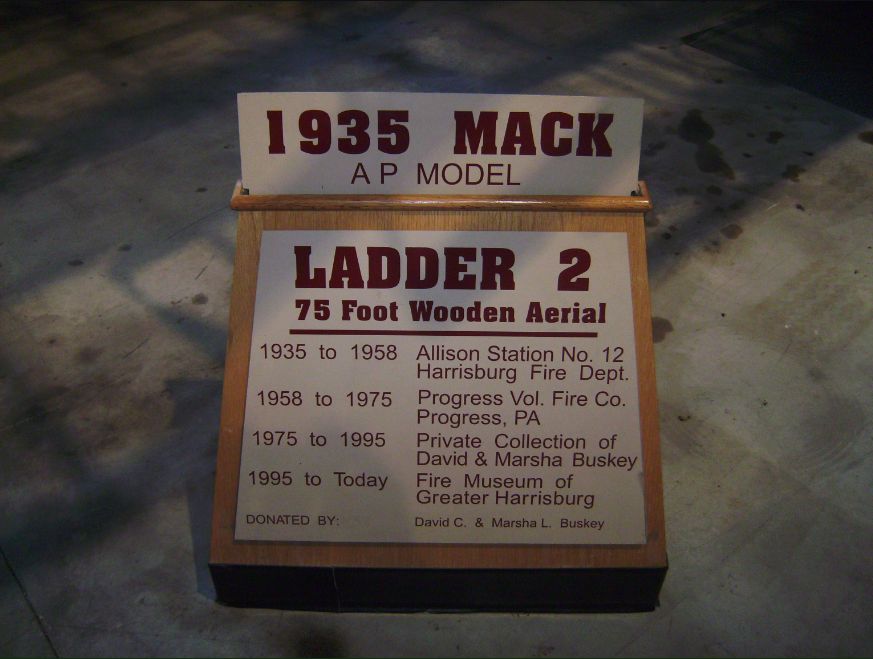 1935 MACK
AP MODEL
LADDER 2
75 Foot Wooden Aerial
1935 to 1958 Allison Station No. 12
Harrisburg Fire Dept.
1958 to 1975 Progress Vol. Fire Co.
Progress, PA
1975 to 1995 Private Collection of
David & Marsha Buskey
1995 to Today Fire Museum of
Greater Harrisburg
DONATED BY: David C. & Marsha L. Buskey